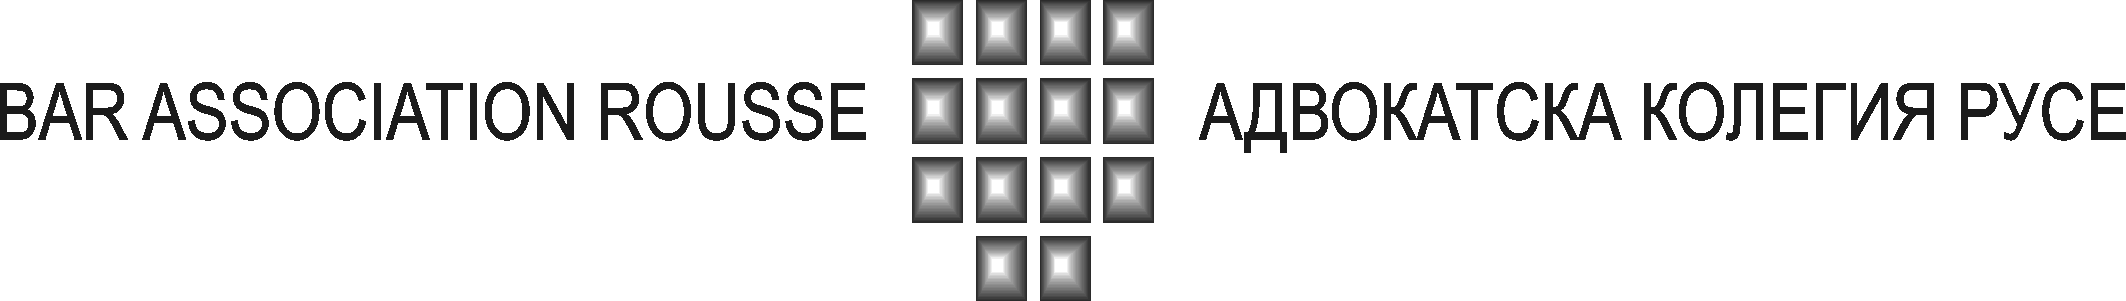 BAR ASSOCIATION ROUSSE
АДВОКАТСКА КОЛЕГИЯ РУСЕ